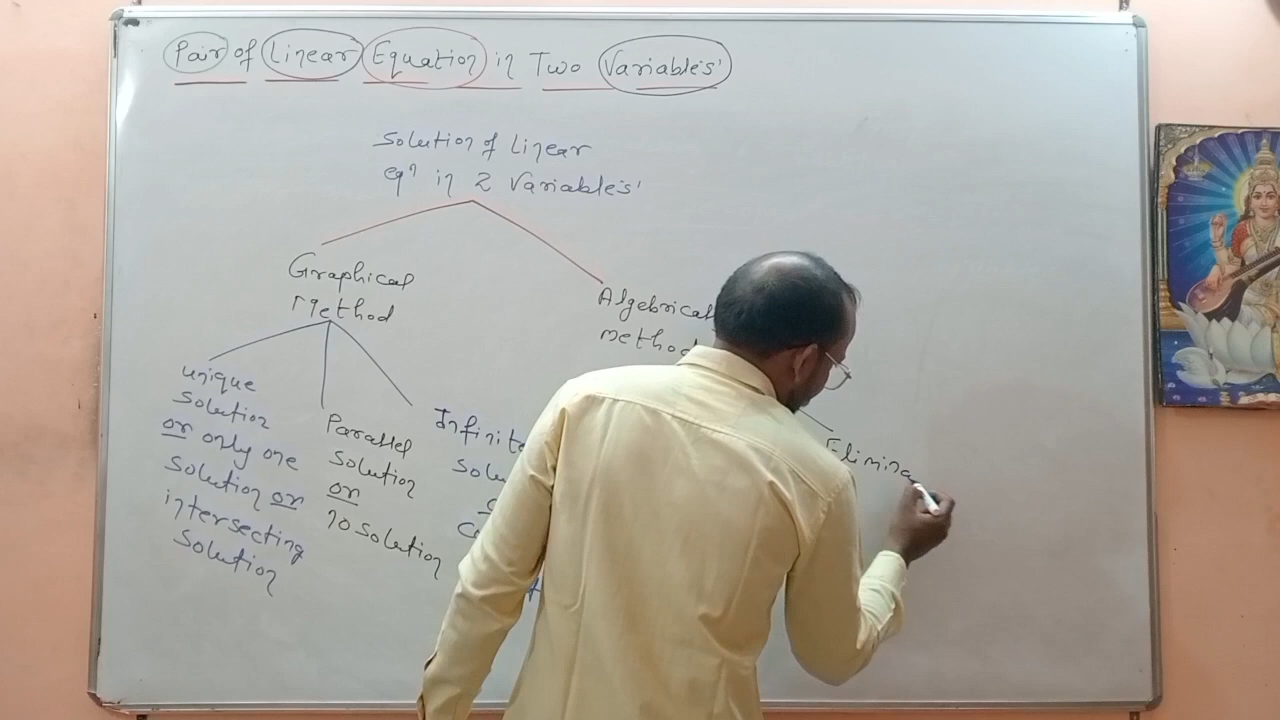 Pair of Linear Equation in Two Variables'
Solution of Linear
eqn in 2 Variables'
Graphical
Method
Algebrical
method
unique
solution
or only one
solution or
intersecting
solution
Parallel
solution
or
no solution
Infinite
Solu
Elimina